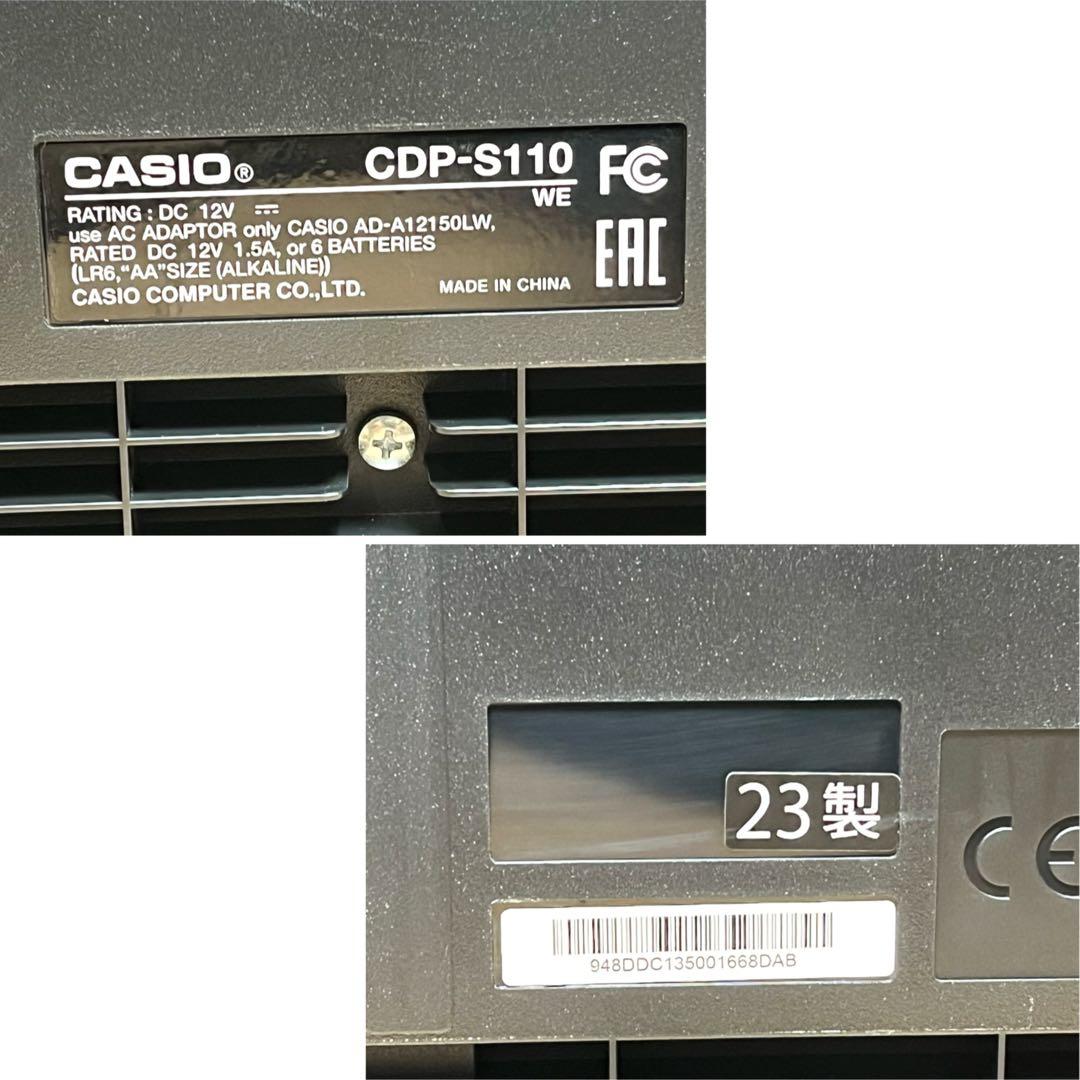 CASIO® CDP-S110
WE
RATING : DC 12V ⎓
use AC ADAPTOR only CASIO AD-A12150LW,
RATED DC 12V 1.5A, or 6 BATTERIES
(LR6,“AA”SIZE (ALKALINE))
CASIO COMPUTER CO.,LTD. MADE IN CHINA
FC
EAC
23製
CE
948DDC135001668DAB